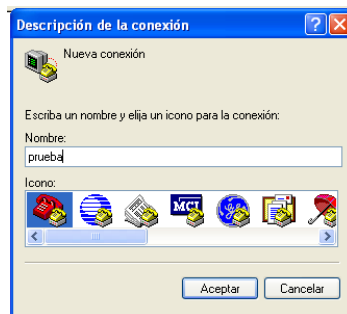 Descripción de la conexión
Nueva conexión
Escriba un nombre y elija un icono para la conexión:
Nombre:
prueba
Icono:
MCI
Aceptar
Cancelar